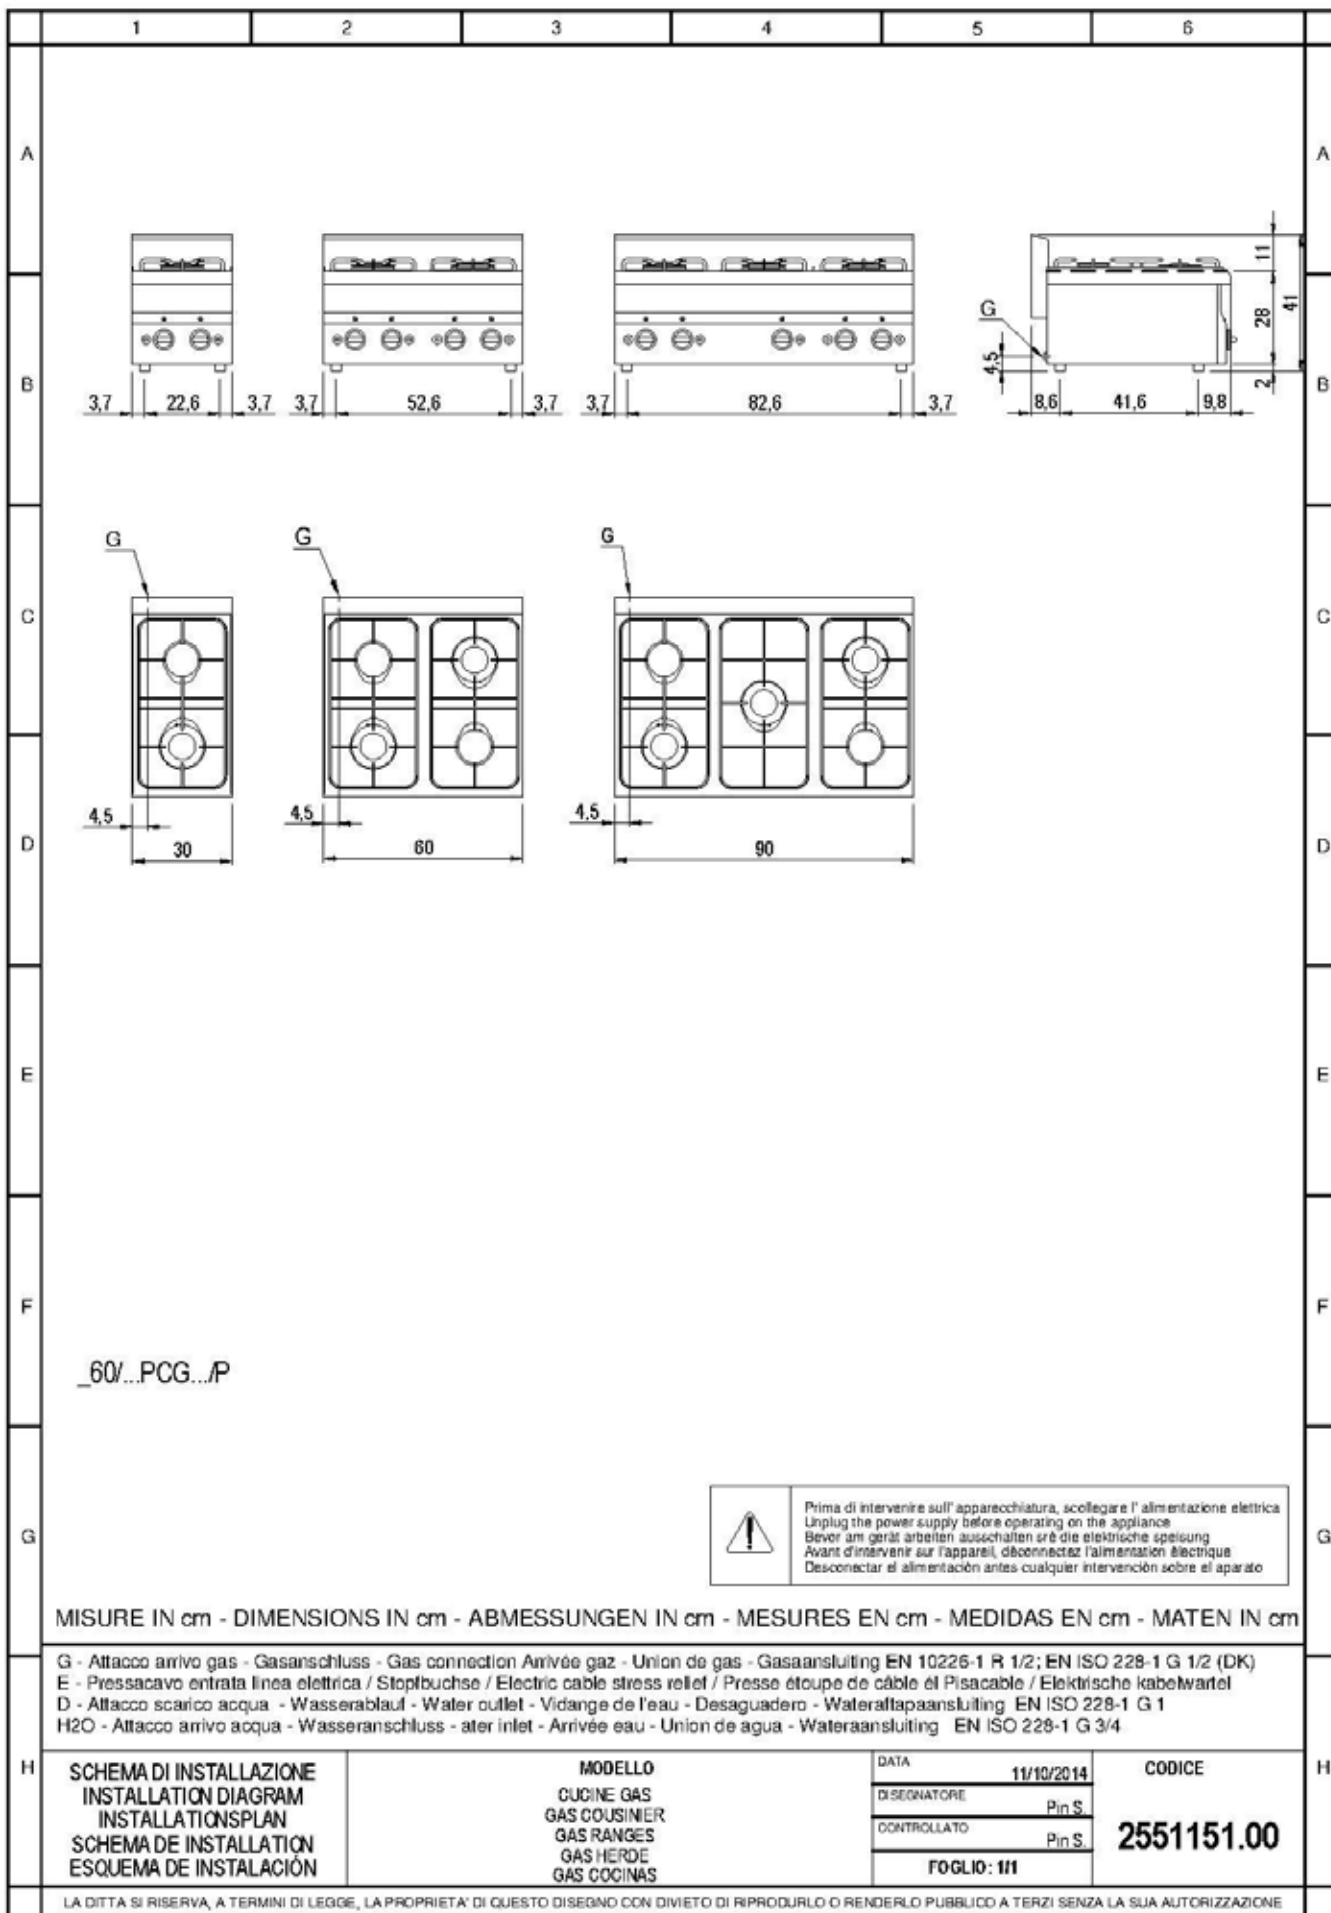 1 2 3 4 5 6
A A
11
41
28
G
4,5
2
B B
3,7 22,6 3,7 3,7 52,6 3,7 3,7 82,6 3,7 8,6 41,6 9,8
G G G
C C
4,5 4,5 4,5
30 60 90
D D
E E
F F
_60/...PCG.../P
G G
Prima di intervenire sull' apparecchiatura, scollegare l' alimentazione elettrica
Unplug the power supply before operating on the appliance
Bevor am gerät arbeiten ausschalten die elektrische speisung
Avant d'intervenir sur l'appareil, déconnectez l'alimentation électrique
Desconectar el alimentación antes cualquier intervención sobre el aparato
MISURE IN cm - DIMENSIONS IN cm - ABMESSUNGEN IN cm - MESURES EN cm - MEDIDAS EN cm - MATEN IN cm
G - Attacco arrivo gas - Gasanschluss - Gas connection Arrivée gaz - Union de gas - Gasaansluiting EN 10226-1 R 1/2; EN ISO 228-1 G 1/2 (DK)
E - Pressacavo entrata linea elettrica / Stopfbuchse / Electric cable stress relief / Presse étoupe de câble él Pisacable / Elektrische kabelwartel
D - Attacco scarico acqua - Wasserablauf - Water outlet - Vidange de l'eau - Desaguadero - Wateraftapaansluiting EN ISO 228-1 G 1
H2O - Attacco arrivo acqua - Wasseranschluss - ater inlet - Arrivée eau - Union de agua - Wateraansluiting EN ISO 228-1 G 3/4
H H
SCHEMA DI INSTALLAZIONE
INSTALLATION DIAGRAM
INSTALLATIONSPLAN
SCHEMA DE INSTALLATION
ESQUEMA DE INSTALACIÓN
MODELLO
CUCINE GAS
GAS COUSINIER
GAS RANGES
GAS HERDE
GAS COCINAS
DATA 11/10/2014
DISEGNATORE Pin S.
CONTROLLATO Pin S.
FOGLIO: 1/1
CODICE
2551151.00
LA DITTA SI RISERVA, A TERMINI DI LEGGE, LA PROPRIETA' DI QUESTO DISEGNO CON DIVIETO DI RIPRODURLO O RENDERLO PUBBLICO A TERZI SENZA LA SUA AUTORIZZAZIONE